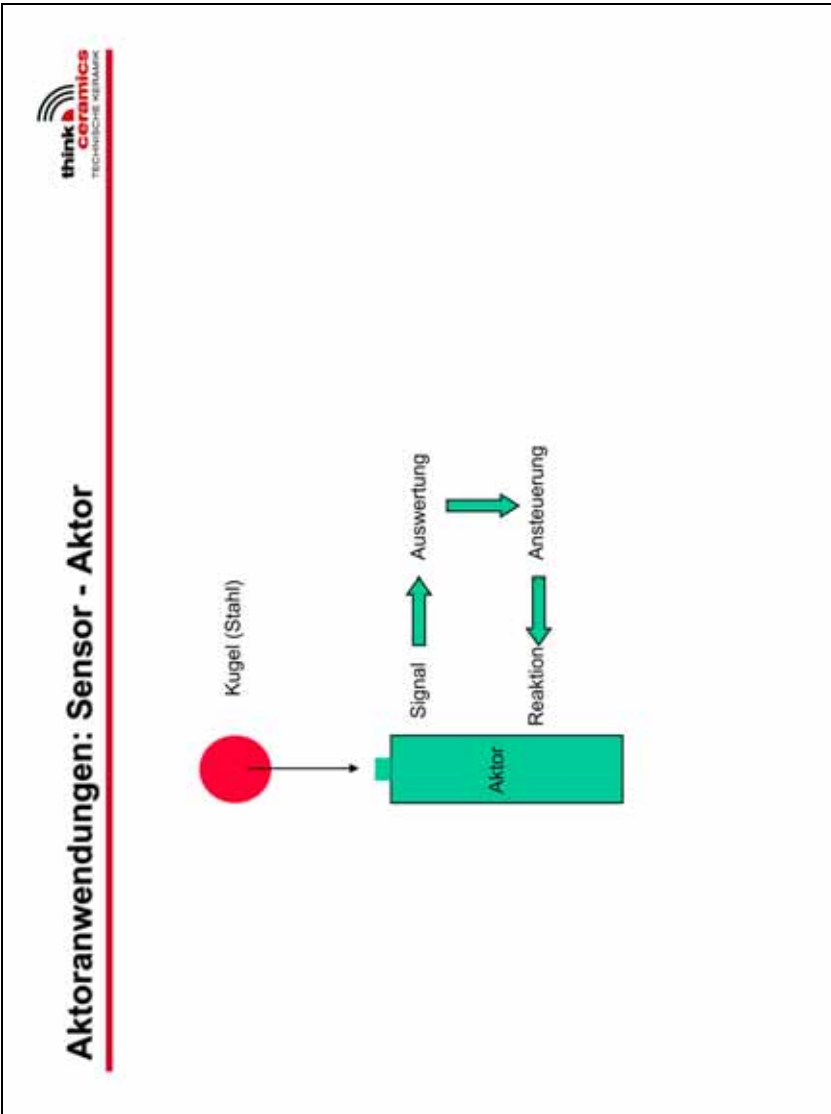 Aktoranwendungen: Sensor - Aktor
think
ceramics
TECHNISCHE KERAMIK
Kugel (Stahl)
Signal
Auswertung
Reaktion
Ansteuerung
Aktor